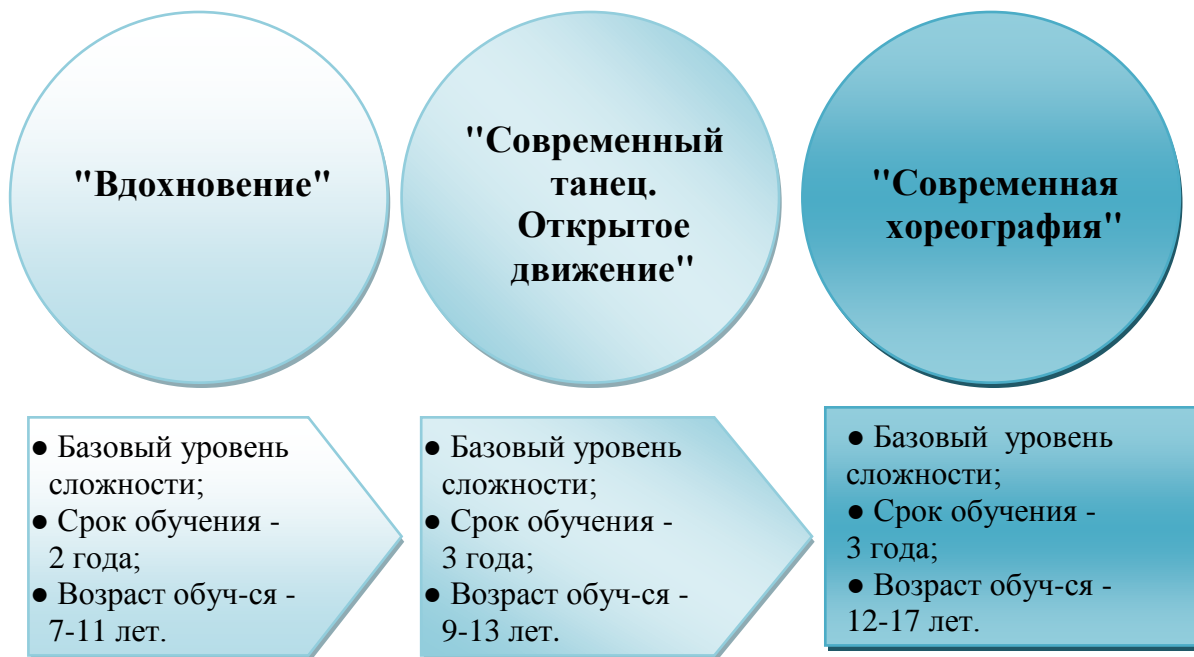 "Вдохновение"
"Современный
танец.
Открытое
движение"
"Современная
хореография"
● Базовый уровень
сложности;
● Срок обучения -
2 года;
● Возраст обуч-ся -
7-11 лет.
● Базовый уровень
сложности;
● Срок обучения -
3 года;
● Возраст обуч-ся -
9-13 лет.
● Базовый уровень
сложности;
● Срок обучения -
3 года;
● Возраст обуч-ся -
12-17 лет.